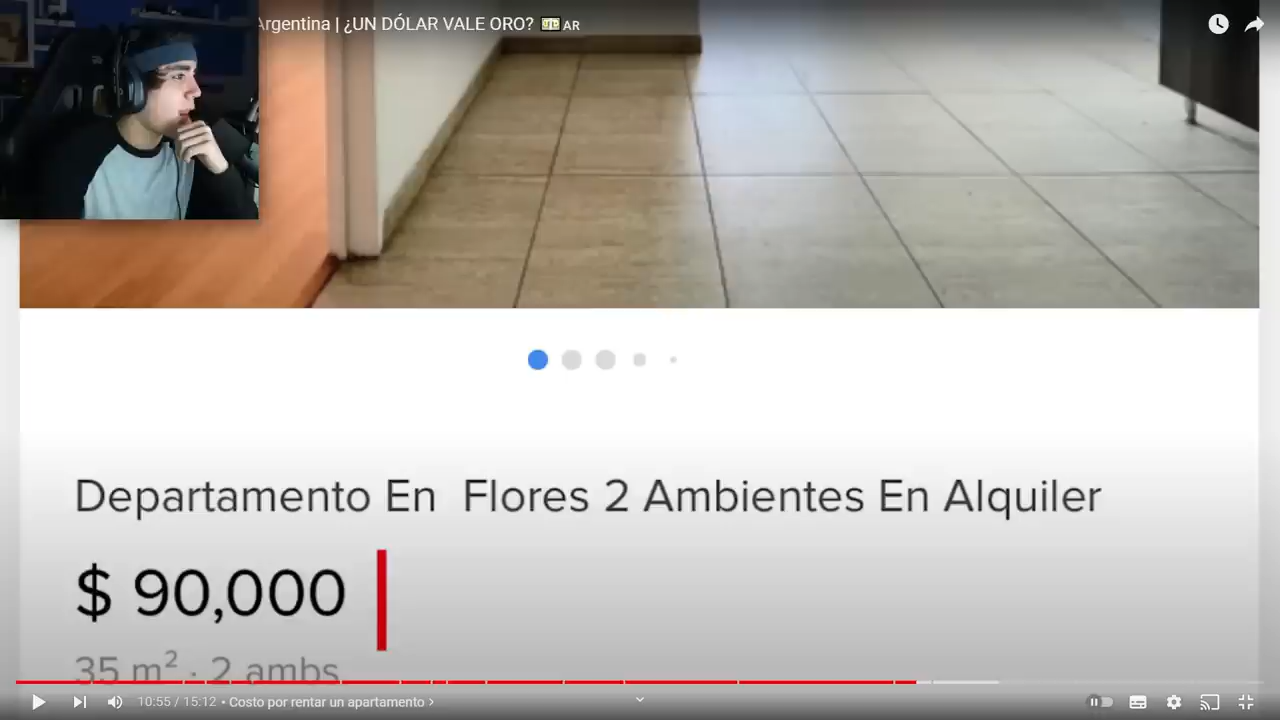 Argentina | ¿UN DÓLAR VALE ORO? 💵 AR
Departamento En Flores 2 Ambientes En Alquiler
$ 90,000
35 m² · 2 ambs
10:55 / 15:12 • Costo por rentar un apartamento ›